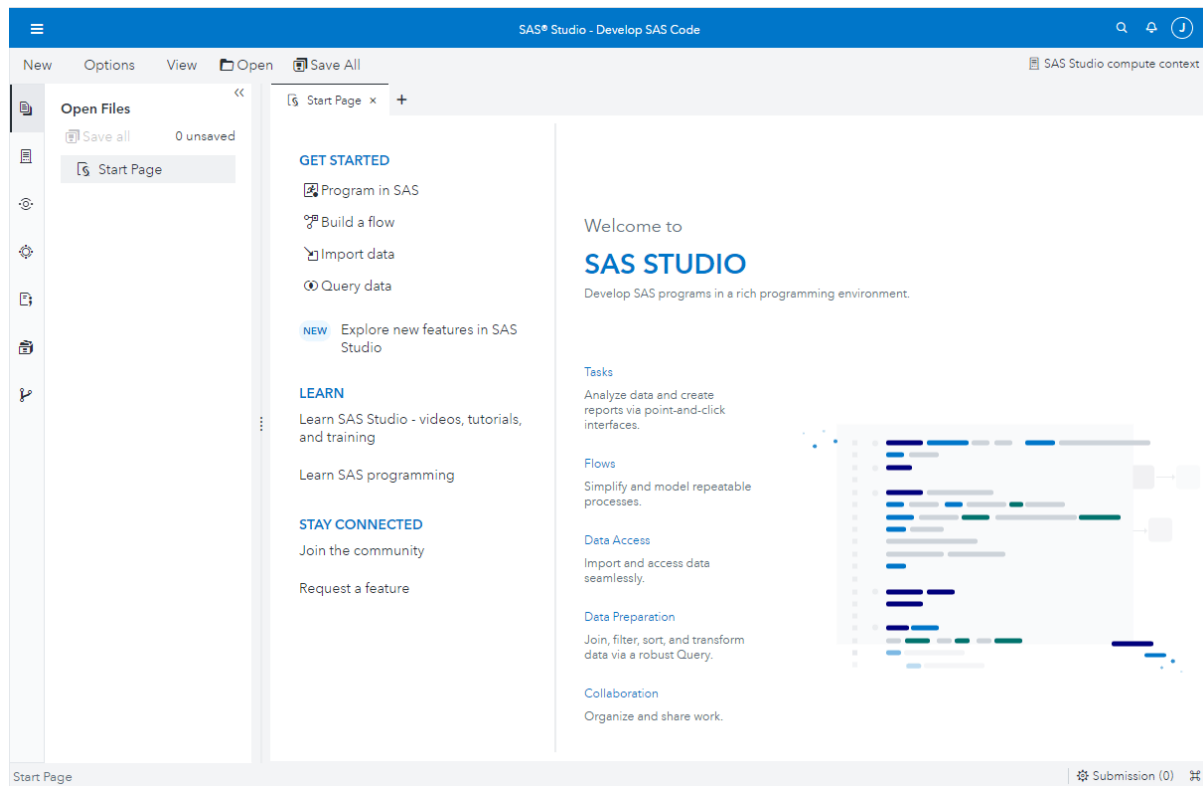 SAS® Studio - Develop SAS Code
J
New Options View Open Save All
SAS Studio compute context
Open Files
Save all 0 unsaved
Start Page
Start Page × +
GET STARTED
Program in SAS
Build a flow
Import data
Query data
NEW Explore new features in SAS
Studio
LEARN
Learn SAS Studio - videos, tutorials,
and training
Learn SAS programming
STAY CONNECTED
Join the community
Request a feature
Welcome to
SAS STUDIO
Develop SAS programs in a rich programming environment.
Tasks
Analyze data and create
reports via point-and-click
interfaces.
Flows
Simplify and model repeatable
processes.
Data Access
Import and access data
seamlessly.
Data Preparation
Join, filter, sort, and transform
data via a robust Query.
Collaboration
Organize and share work.
Start Page
Submission (0)